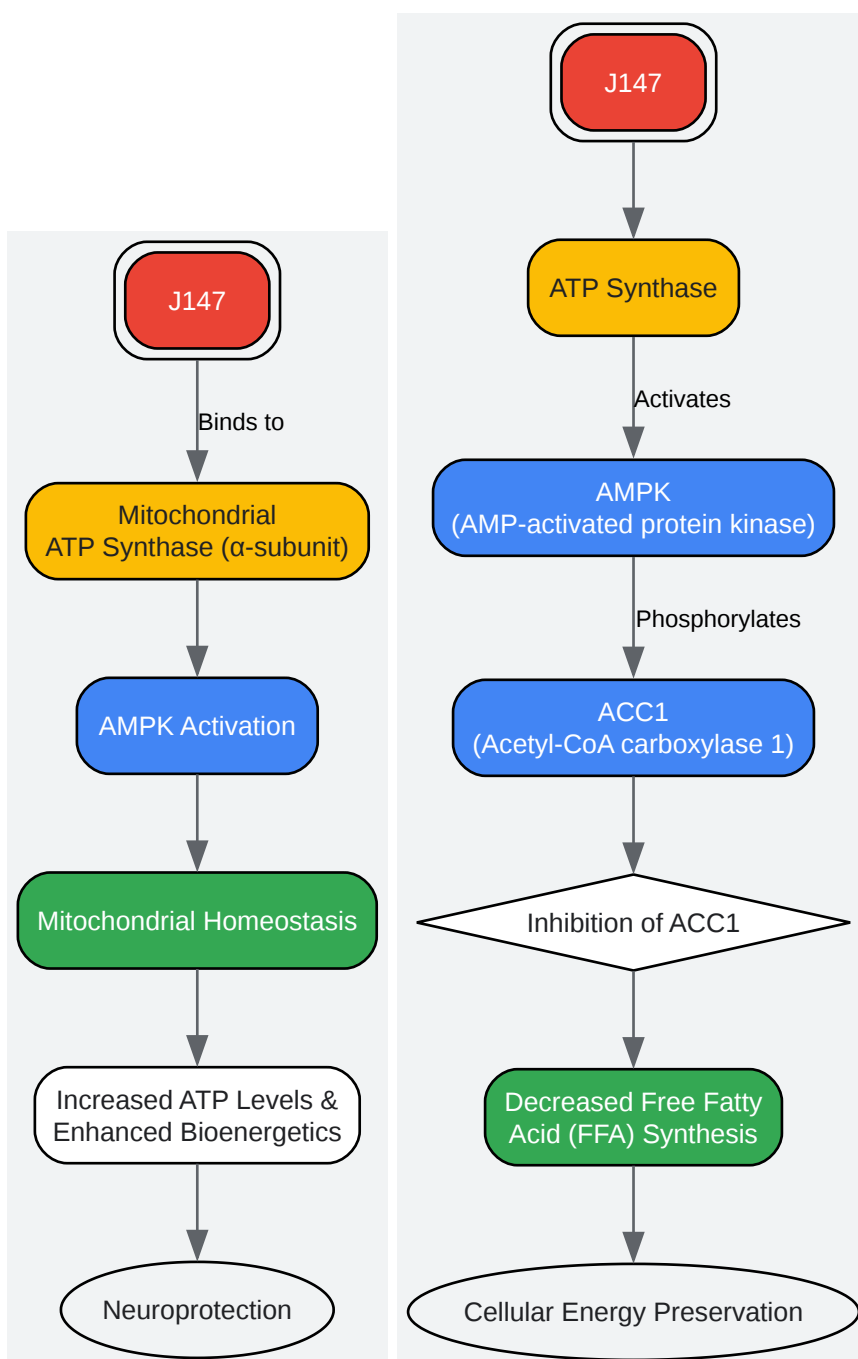 J147
Binds to
Mitochondrial
ATP Synthase (α-subunit)
AMPK Activation
Mitochondrial Homeostasis
Increased ATP Levels &
Enhanced Bioenergetics
Neuroprotection
J147
ATP Synthase
Activates
AMPK
(AMP-activated protein kinase)
Phosphorylates
ACC1
(Acetyl-CoA carboxylase 1)
Inhibition of ACC1
Decreased Free Fatty
Acid (FFA) Synthesis
Cellular Energy Preservation